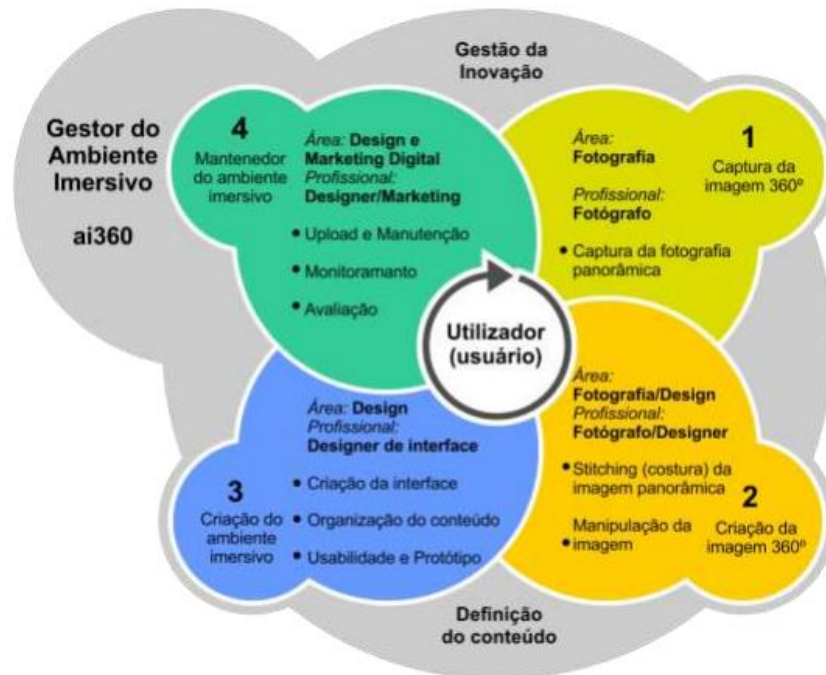 Gestão da
Inovação
Gestor do
Ambiente
Imersivo
ai360
4
Mantenedor
do ambiente
imersivo
Área: Design e
Marketing Digital
Profissional:
Designer/Marketing
• Upload e Manutenção
• Monitoramanto
• Avaliação
Área:
Fotografia
Profissional:
Fotógrafo
• Captura da fotografia
panorâmica
1
Captura da
imagem 360º
Utilizador
(usuário)
Área: Design
Profissional:
Designer de interface
• Criação da interface
• Organização do conteúdo
• Usabilidade e Protótipo
3
Criação do
ambiente
imersivo
Área:
Fotografia/Design
Profissional:
Fotógrafo/Designer
• Stitching (costura) da
imagem panorâmica
Manipulação da
• imagem
2
Criação da
imagem 360º
Definição
do conteúdo